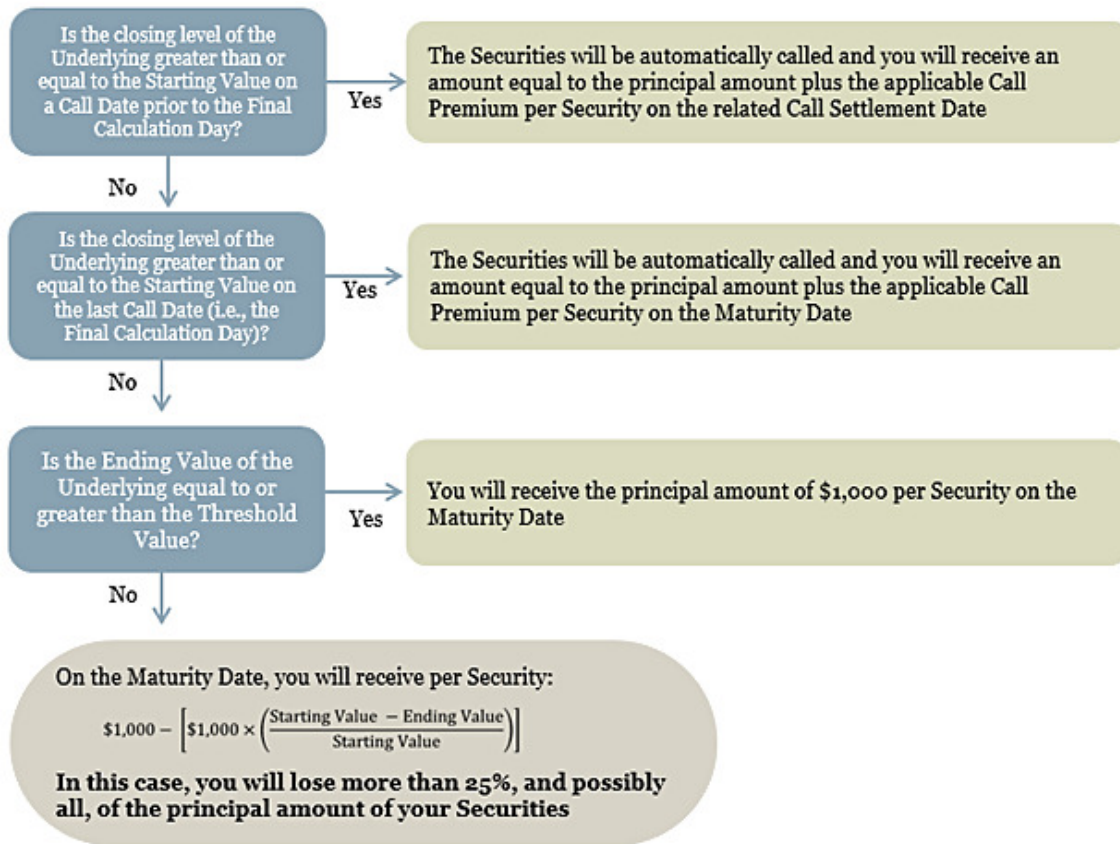 Is the closing level of the
Underlying greater than or
equal to the Starting Value on
a Call Date prior to the Final
Calculation Day?
Yes
The Securities will be automatically called and you will receive an
amount equal to the principal amount plus the applicable Call
Premium per Security on the related Call Settlement Date
No
Is the closing level of the
Underlying greater than or
equal to the Starting Value on
the last Call Date (i.e., the
Final Calculation Day)?
Yes
The Securities will be automatically called and you will receive an
amount equal to the principal amount plus the applicable Call
Premium per Security on the Maturity Date
No
Is the Ending Value of the
Underlying equal to or
greater than the Threshold
Value?
Yes
You will receive the principal amount of $1,000 per Security on the
Maturity Date
No
On the Maturity Date, you will receive per Security:
$1,000 − [$1,000 × (Starting Value − Ending Value / Starting Value)]
In this case, you will lose more than 25%, and possibly
all, of the principal amount of your Securities